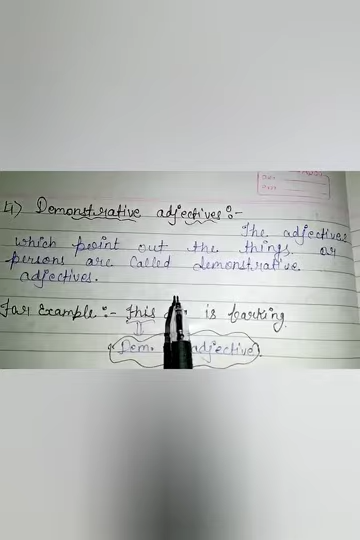 4) Demonstrative adjectives :-
The adjectives
which point out the things or
persons are called demonstrative
adjectives.
For Example :- This is barking.
Dem. adjective